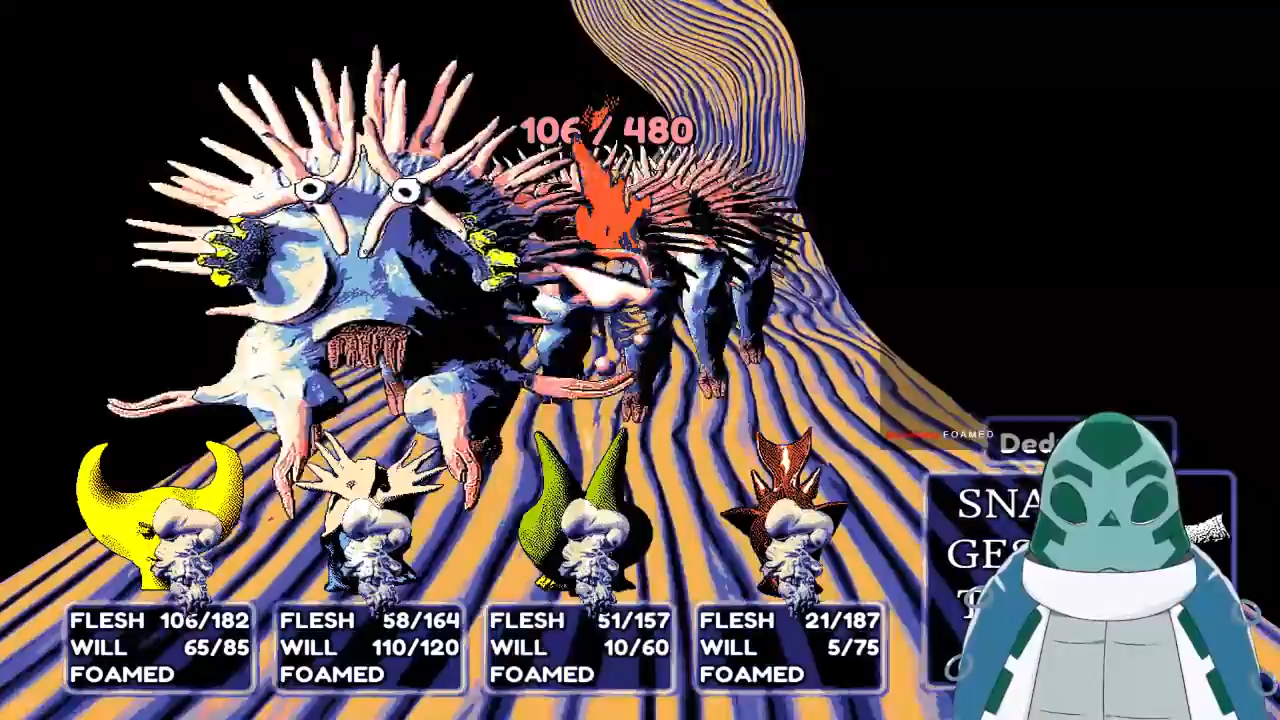 106 / 480
FOAMED
Ded
SNA
GES
FLESH 106/182
WILL 65/85
FOAMED
FLESH 58/164
WILL 110/120
FOAMED
FLESH 51/157
WILL 10/60
FOAMED
FLESH 21/187
WILL 5/75
FOAMED